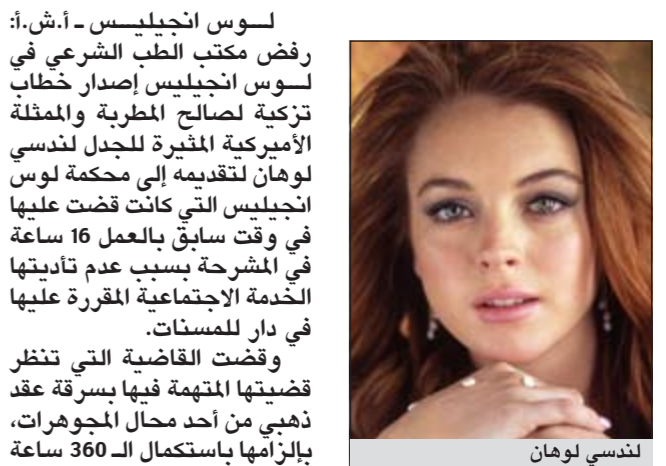 لـــوس انجيليـــس ـ أ.ش.أ:
رفض مكتب الطب الشرعي في
لـــوس انجيليس إصدار خطاب
تزكية لصالح المطربة والممثلة
الأميركية المثيرة للجدل لندسي
لوهان لتقديمه إلى محكمة لوس
انجيليس التي كانت قضت عليها
في وقت سابق بالعمل 16 ساعة
في المشرحة بسبب عدم تأديتها
الخدمة الاجتماعية المقررة عليها
في دار للمسنات.
وقضت القاضية التي تنظر
قضيتها المتهمة فيها بسرقة عقد
ذهبي من أحد محال المجوهرات،
بإلزامها باستكمال الـ 360 ساعة
لندسي لوهان